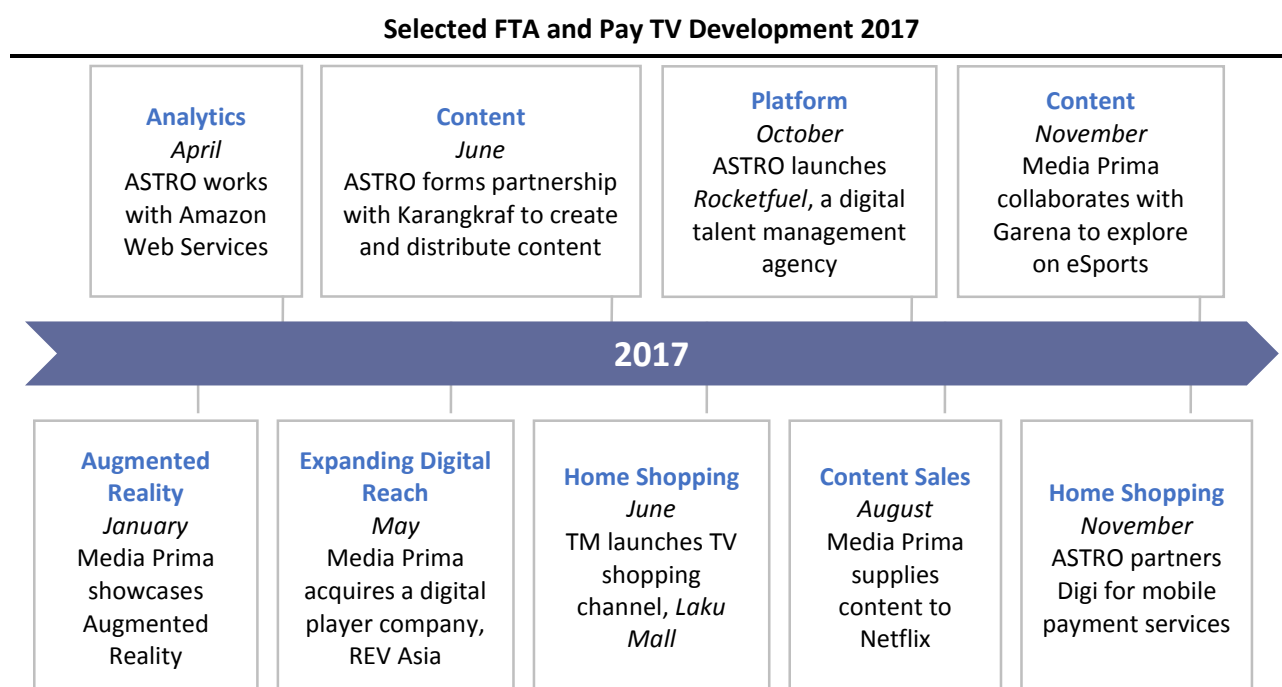 Selected FTA and Pay TV Development 2017
Analytics
April
ASTRO works
with Amazon
Web Services
Content
June
ASTRO forms partnership
with Karangkraf to create
and distribute content
Platform
October
ASTRO launches
Rocketfuel, a digital
talent management
agency
Content
November
Media Prima
collaborates with
Garena to explore
on eSports
2017
Augmented
Reality
January
Media Prima
showcases
Augmented
Reality
Expanding Digital
Reach
May
Media Prima
acquires a digital
player company,
REV Asia
Home Shopping
June
TM launches TV
shopping
channel, Laku
Mall
Content Sales
August
Media Prima
supplies
content to
Netflix
Home Shopping
November
ASTRO partners
Digi for mobile
payment services